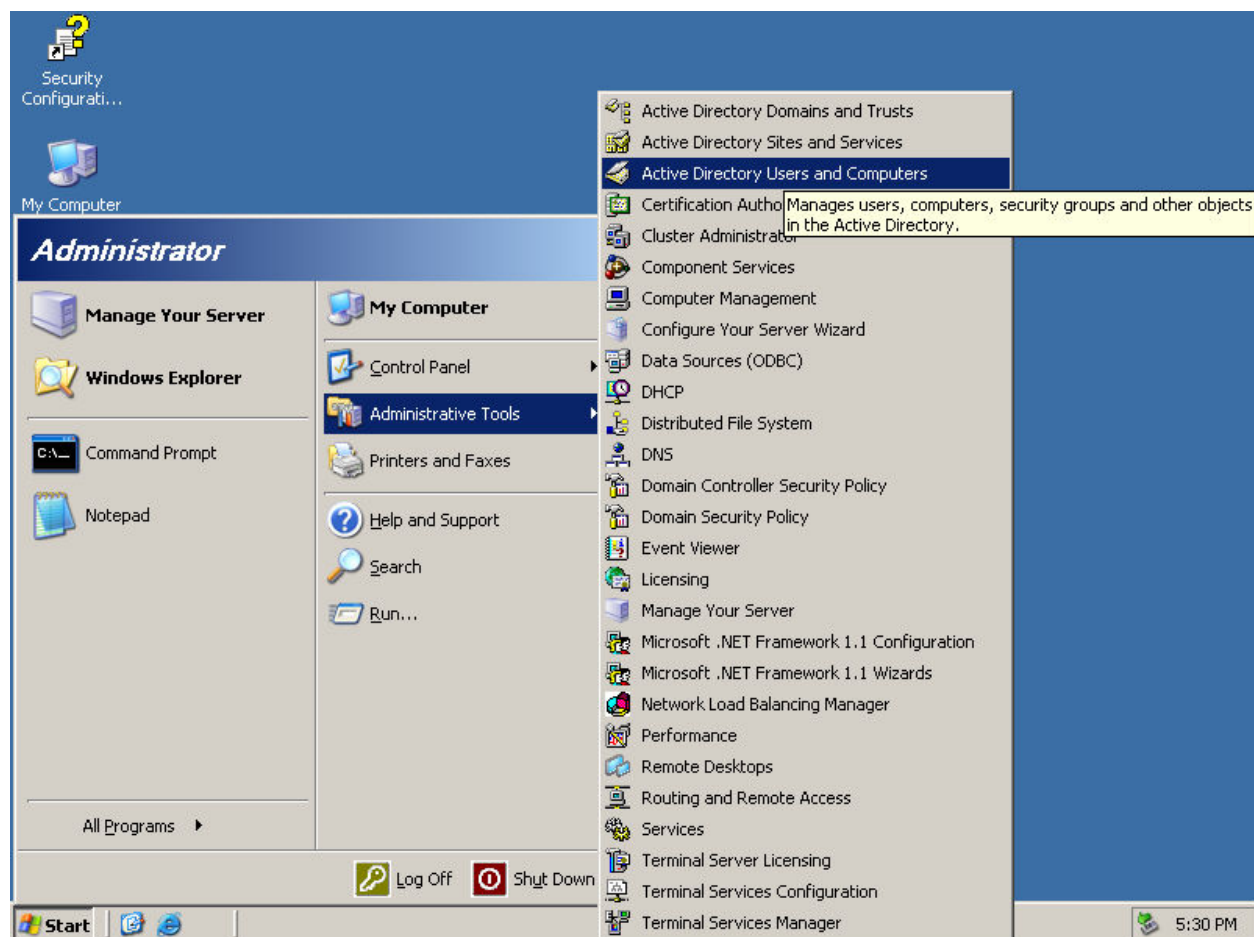 Security
Configurati...
My Computer
Administrator
Manage Your Server
Windows Explorer
Command Prompt
Notepad
All Programs
My Computer
Control Panel
Administrative Tools
Printers and Faxes
Help and Support
Search
Run...
Log Off
Shut Down
Active Directory Domains and Trusts
Active Directory Sites and Services
Active Directory Users and Computers
Certification Autho
Manages users, computers, security groups and other objects
in the Active Directory.
Cluster Administrator
Component Services
Computer Management
Configure Your Server Wizard
Data Sources (ODBC)
DHCP
Distributed File System
DNS
Domain Controller Security Policy
Domain Security Policy
Event Viewer
Licensing
Manage Your Server
Microsoft .NET Framework 1.1 Configuration
Microsoft .NET Framework 1.1 Wizards
Network Load Balancing Manager
Performance
Remote Desktops
Routing and Remote Access
Services
Terminal Server Licensing
Terminal Services Configuration
Terminal Services Manager
Start
5:30 PM